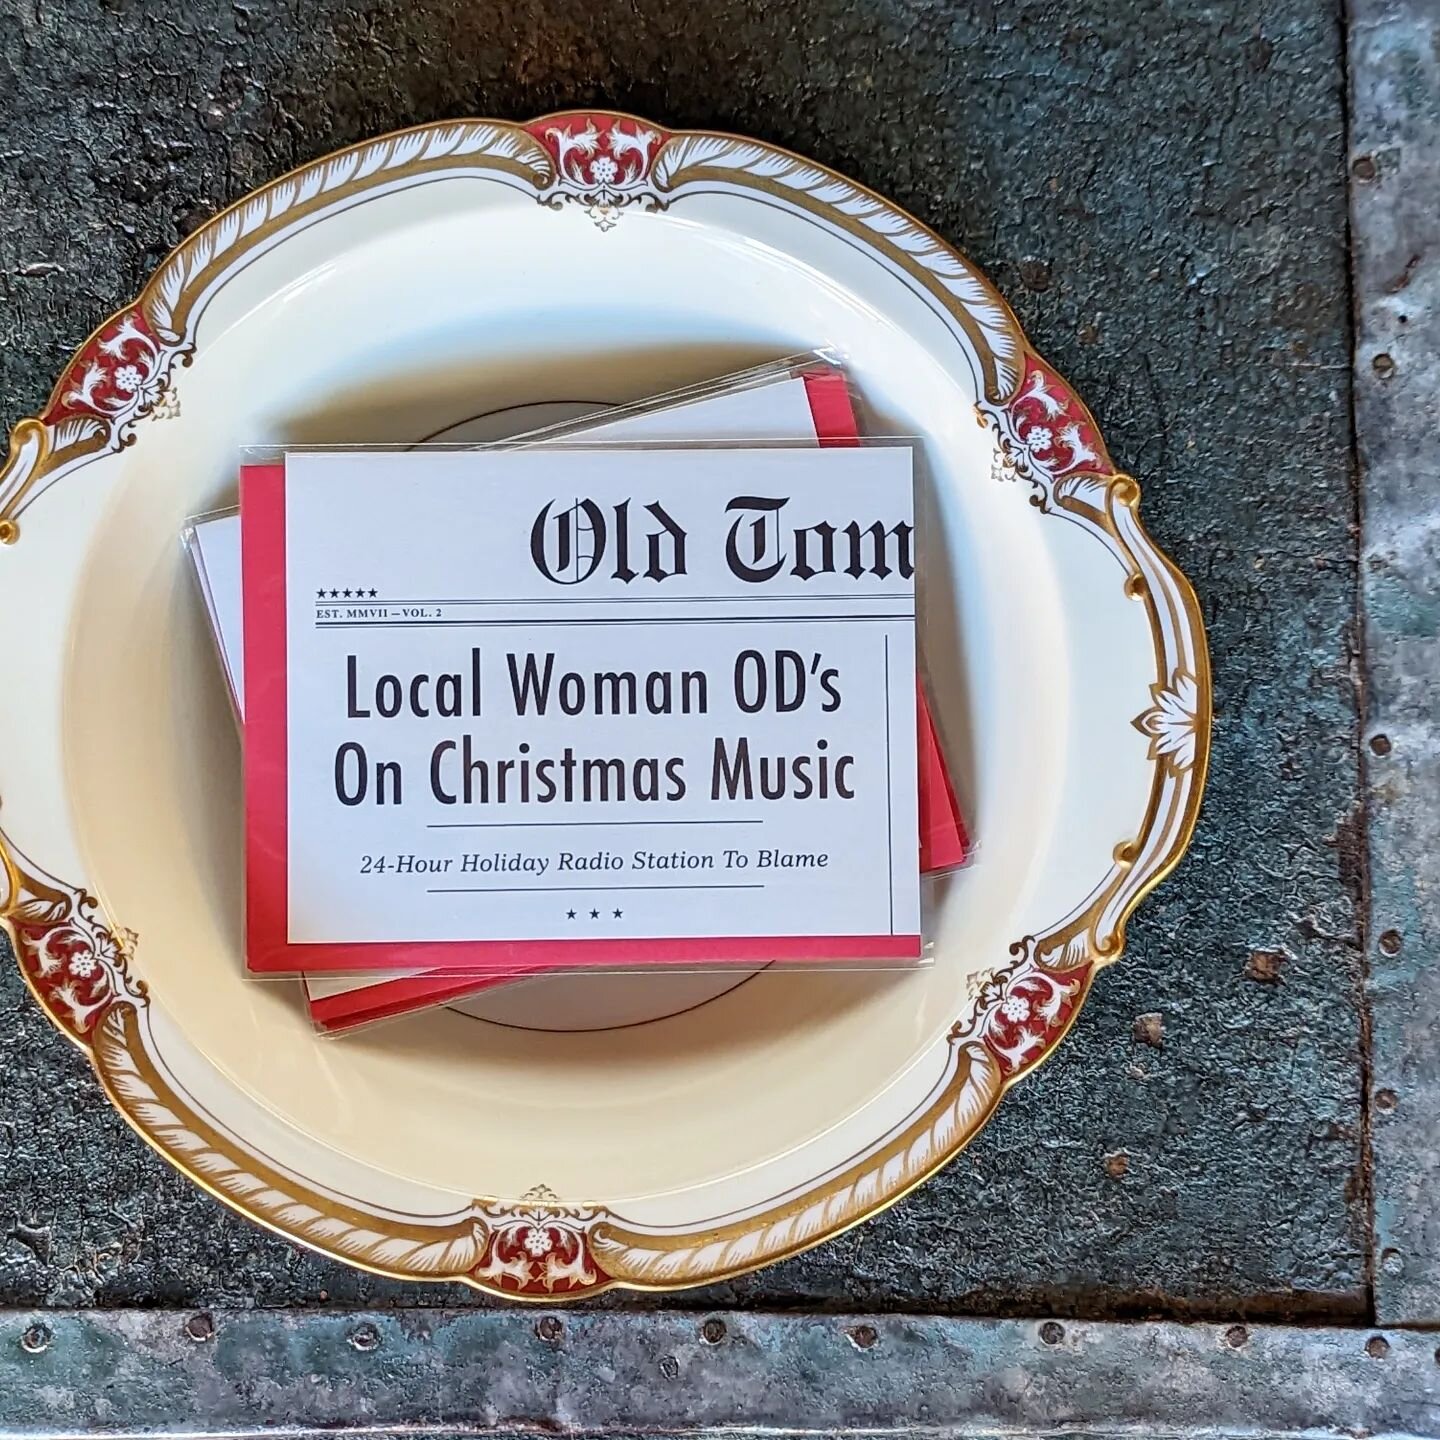 Old Tom
★★★★★
EST. MMVII — VOL. 2
Local Woman OD's
On Christmas Music
24-Hour Holiday Radio Station To Blame
★ ★ ★